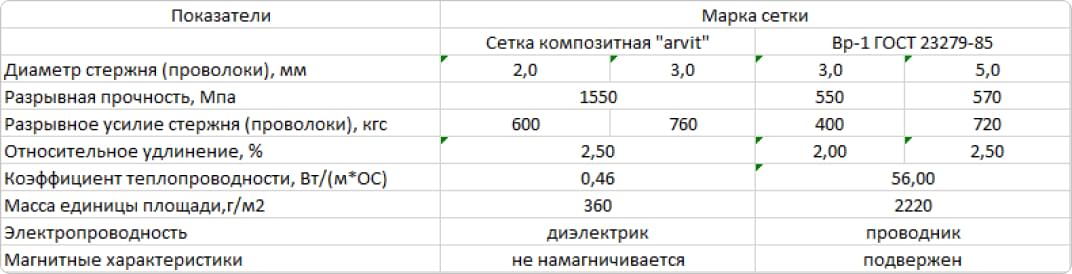 Показатели Марка сетки
Сетка композитная "arvit" Вр-1 ГОСТ 23279-85
Диаметр стержня (проволоки), мм 2,0 3,0 3,0 5,0
Разрывная прочность, Мпа 1550 550 570
Разрывное усилие стержня (проволоки), кгс 600 760 400 720
Относительное удлинение, % 2,50 2,00 2,50
Коэффициент теплопроводности, Вт/(м*ОС) 0,46 56,00
Масса единицы площади,г/м2 360 2220
Электропроводность диэлектрик проводник
Магнитные характеристики не намагничивается подвержен